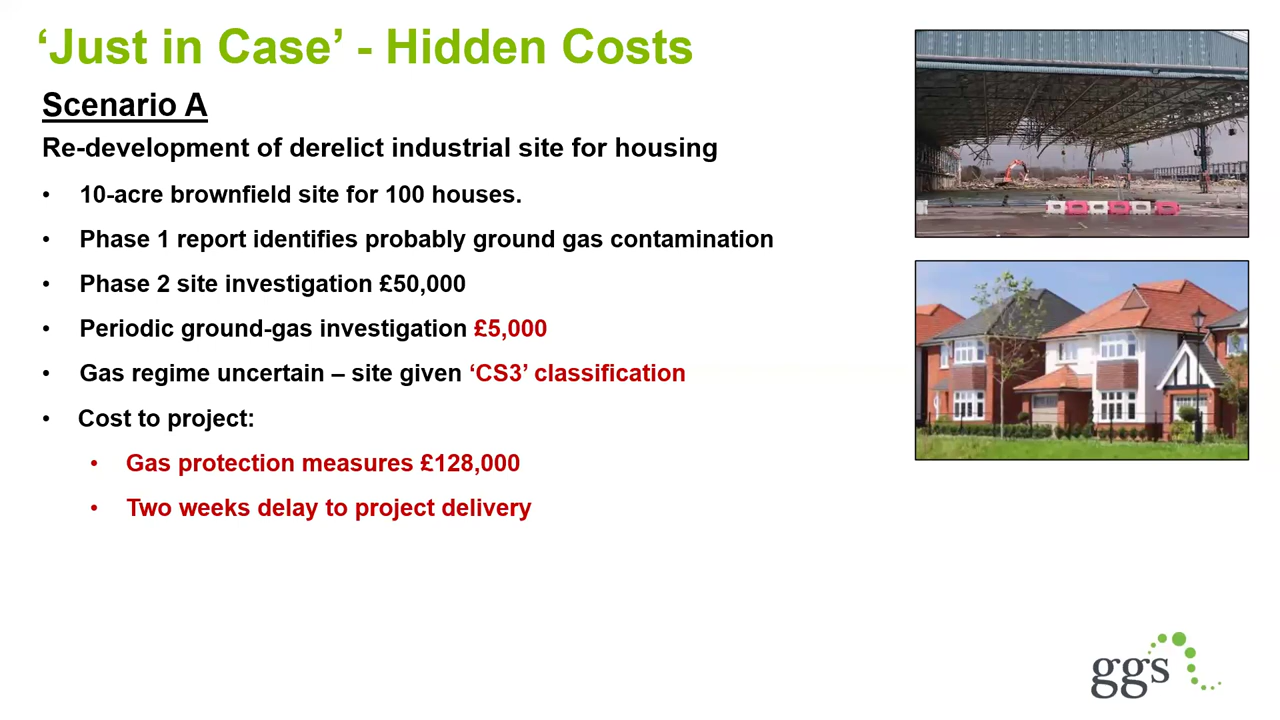 ‘Just in Case’ - Hidden Costs
Scenario A
Re-development of derelict industrial site for housing
• 10-acre brownfield site for 100 houses.
• Phase 1 report identifies probably ground gas contamination
• Phase 2 site investigation £50,000
• Periodic ground-gas investigation £5,000
• Gas regime uncertain – site given ‘CS3’ classification
• Cost to project:
• Gas protection measures £128,000
• Two weeks delay to project delivery
ggs